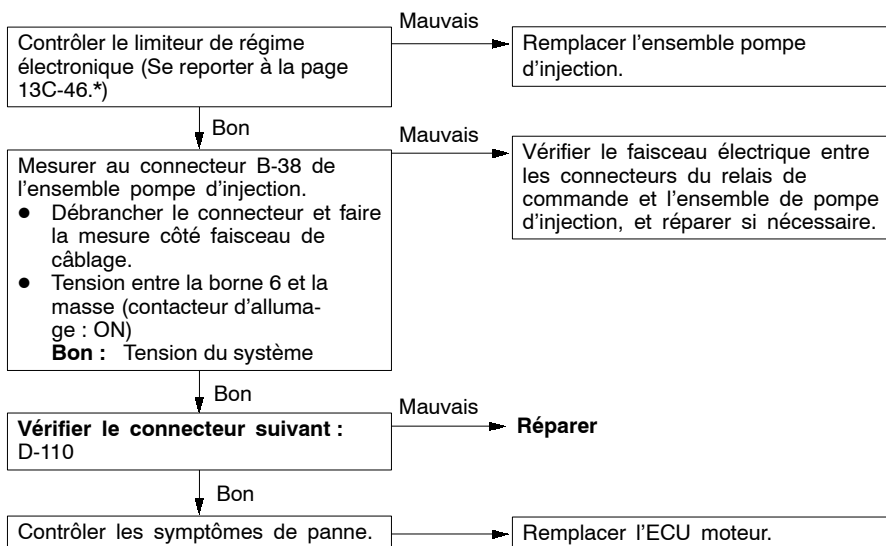 Contrôler le limiteur de régime
électronique (Se reporter à la page
13C-46.*)
Mauvais
Remplacer l'ensemble pompe
d'injection.
Bon
Mesurer au connecteur B-38 de
l'ensemble pompe d'injection.
● Débrancher le connecteur et faire
la mesure côté faisceau de
câblage.
● Tension entre la borne 6 et la
masse (contacteur d'alluma-
ge : ON)
Bon : Tension du système
Mauvais
Vérifier le faisceau électrique entre
les connecteurs du relais de
commande et l'ensemble de pompe
d'injection, et réparer si nécessaire.
Bon
Vérifier le connecteur suivant :
D-110
Mauvais
Réparer
Bon
Contrôler les symptômes de panne.
Remplacer l'ECU moteur.